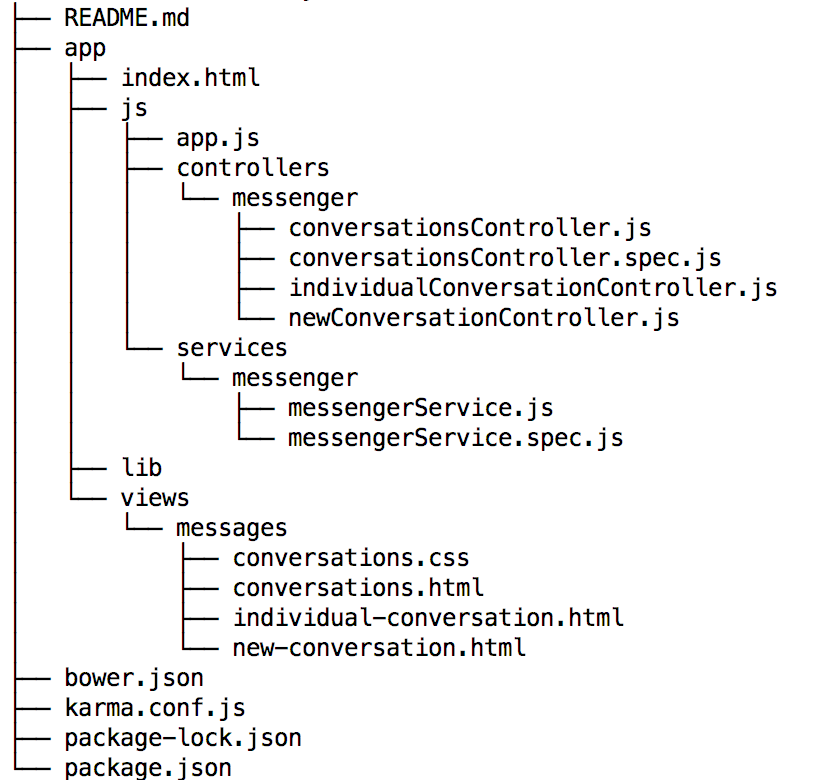 ├── README.md
├── app
│   ├── index.html
│   ├── js
│   │   ├── app.js
│   │   ├── controllers
│   │   │   └── messenger
│   │   │       ├── conversationsController.js
│   │   │       ├── conversationsController.spec.js
│   │   │       ├── individualConversationController.js
│   │   │       └── newConversationController.js
│   │   └── services
│   │       └── messenger
│   │           ├── messengerService.js
│   │           └── messengerService.spec.js
│   ├── lib
│   └── views
│       └── messages
│           ├── conversations.css
│           ├── conversations.html
│           ├── individual-conversation.html
│           └── new-conversation.html
├── bower.json
├── karma.conf.js
├── package-lock.json
└── package.json